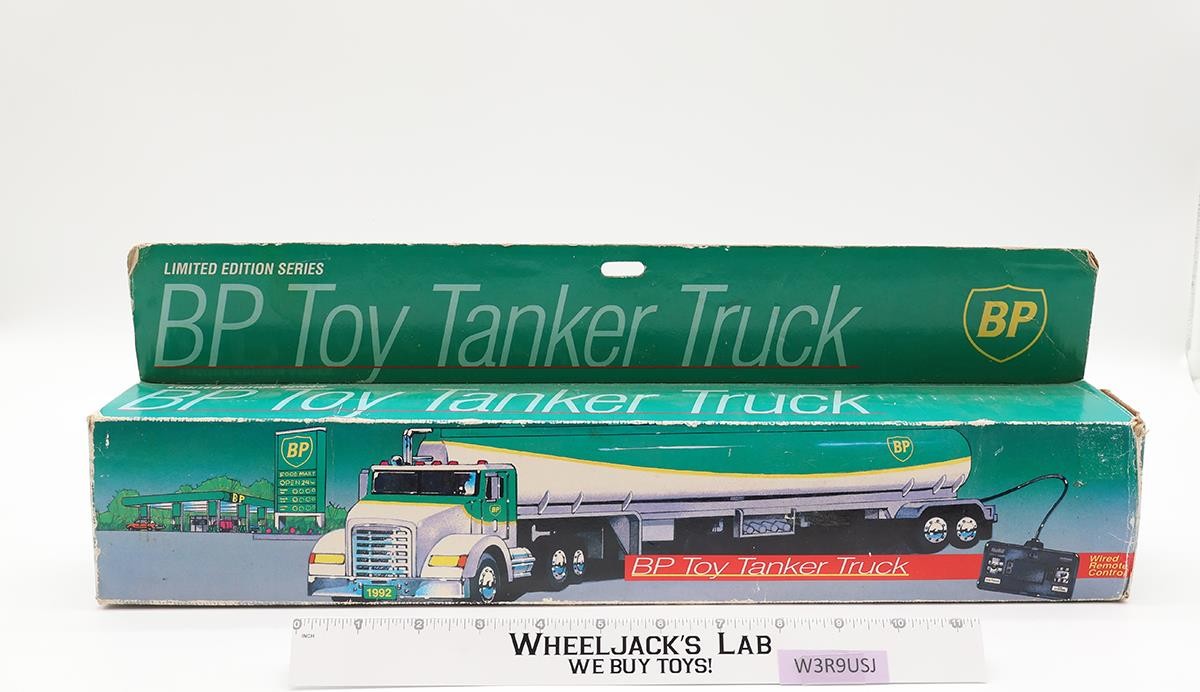 LIMITED EDITION SERIES
BP Toy Tanker Truck
BP
BP Toy Tanker Truck
BP
FOOD MART
OPEN 24
BP
BP
BP
1992
BP Toy Tanker Truck
Wired
Remote
Control
0 1 2 3 4 5 6 7 8 9 10 11
INCH
WHEELJACK'S LAB
WE BUY TOYS!
W3R9USJ